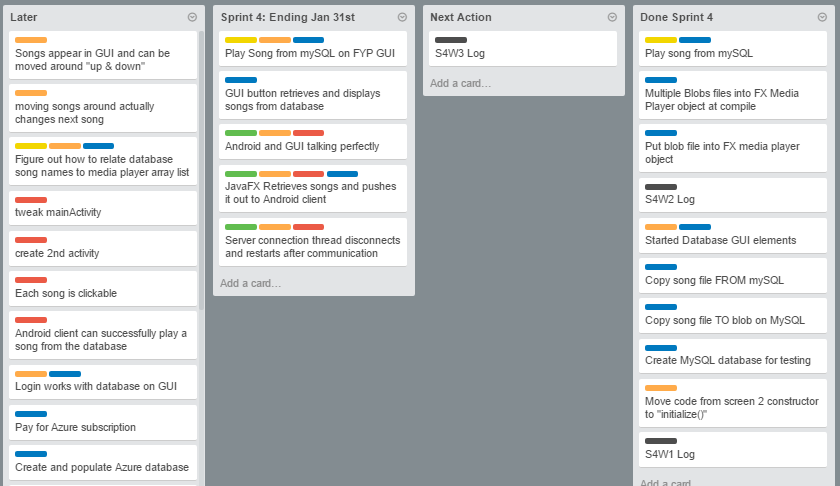 Later
Songs appear in GUI and can be
moved around "up & down"
moving songs around actually
changes next song
Figure out how to relate database
song names to media player array list
tweak mainActivity
create 2nd activity
Each song is clickable
Android client can successfully play a
song from the database
Login works with database on GUI
Pay for Azure subscription
Create and populate Azure database
Sprint 4: Ending Jan 31st
Play Song from mySQL on FYP GUI
GUI button retrieves and displays
songs from database
Android and GUI talking perfectly
JavaFX Retrieves songs and pushes
it out to Android client
Server connection thread disconnects
and restarts after communication
Add a card...
Next Action
S4W3 Log
Add a card...
Done Sprint 4
Play song from mySQL
Multiple Blobs files into FX Media
Player object at compile
Put blob file into FX media player
object
S4W2 Log
Started Database GUI elements
Copy song file FROM mySQL
Copy song file TO blob on MySQL
Create MySQL database for testing
Move code from screen 2 constructor
to "initialize()"
S4W1 Log
Add a card